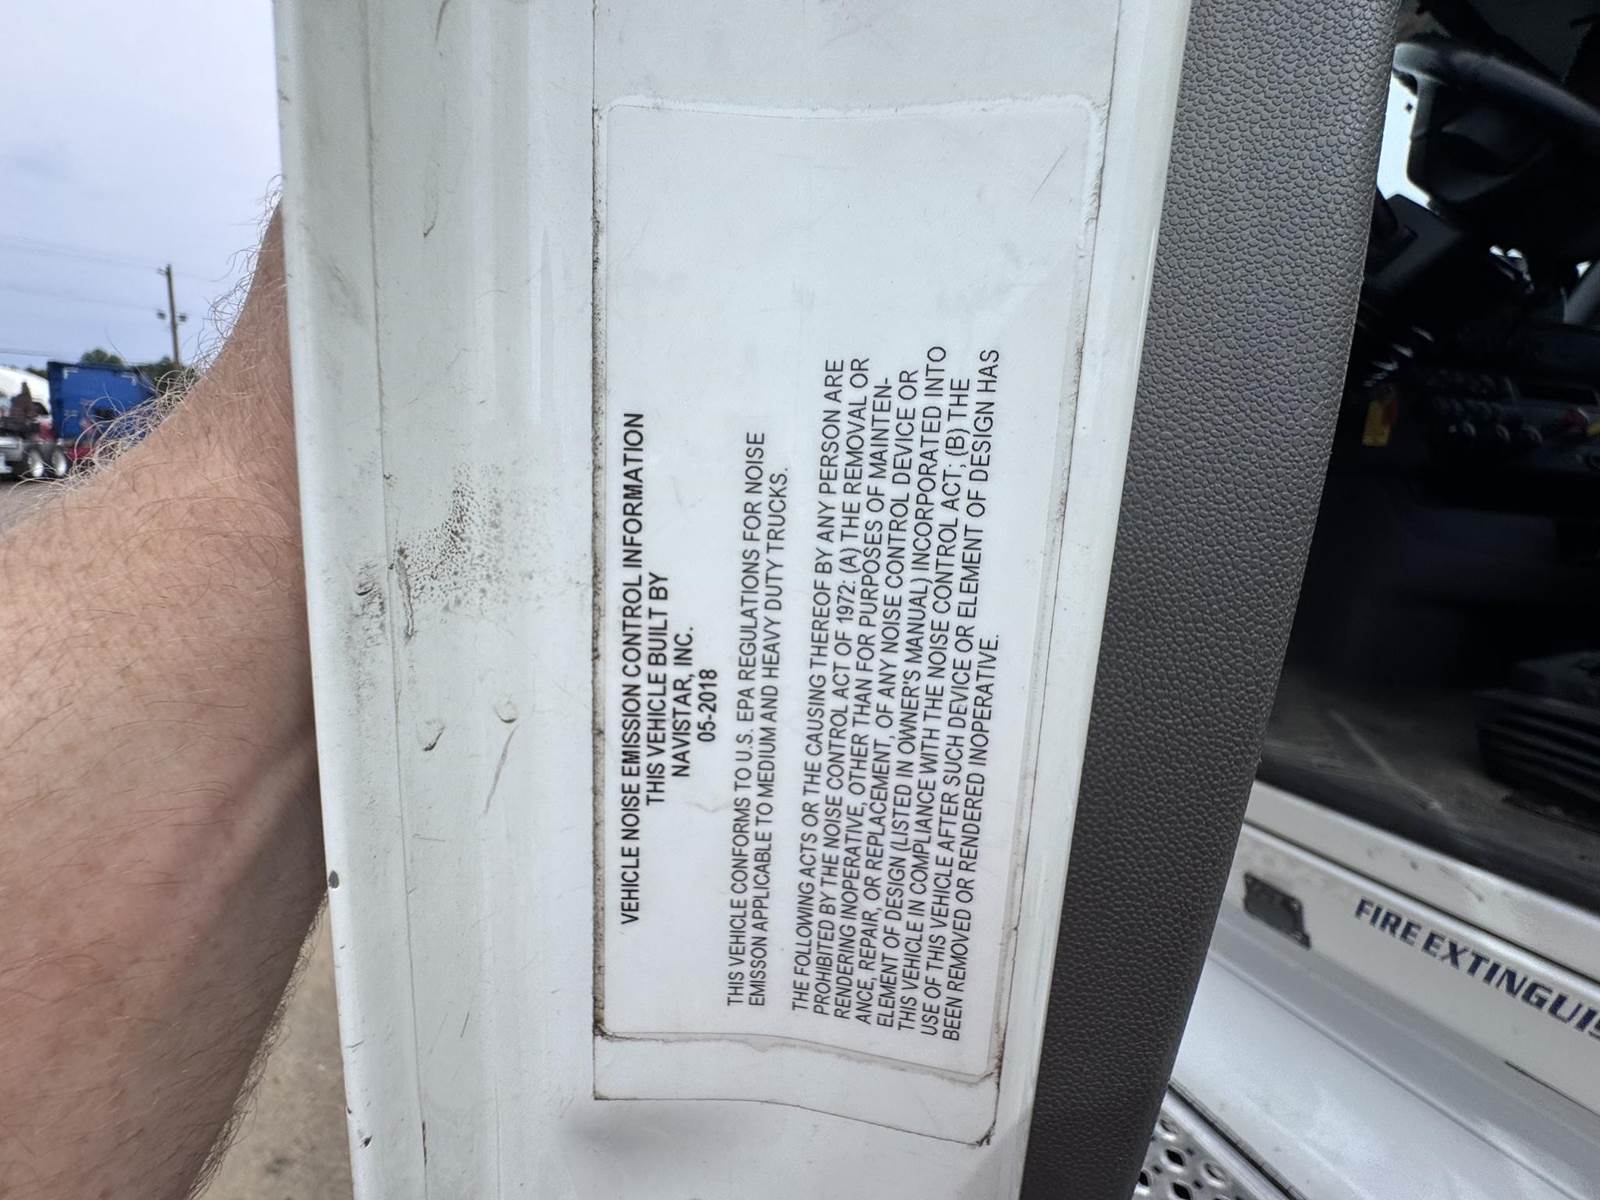 VEHICLE NOISE EMISSION CONTROL INFORMATION
THIS VEHICLE BUILT BY
NAVISTAR, INC.
05-2018
THIS VEHICLE CONFORMS TO U.S. EPA REGULATIONS FOR NOISE
EMISSON APPLICABLE TO MEDIUM AND HEAVY DUTY TRUCKS.
THE FOLLOWING ACTS OR THE CAUSING THEREOF BY ANY PERSON ARE
PROHIBITED BY THE NOISE CONTROL ACT OF 1972: (A) THE REMOVAL OR
RENDERING INOPERATIVE, OTHER THAN FOR PURPOSES OF MAINTEN-
ANCE, REPAIR, OR REPLACEMENT, OF ANY NOISE CONTROL DEVICE OR
ELEMENT OF DESIGN (LISTED IN OWNER'S MANUAL) INCORPORATED INTO
THIS VEHICLE IN COMPLIANCE WITH THE NOISE CONTROL ACT; (B) THE
USE OF THIS VEHICLE AFTER SUCH DEVICE OR ELEMENT OF DESIGN HAS
BEEN REMOVED OR RENDERED INOPERATIVE.
FIRE EXTINGUIS